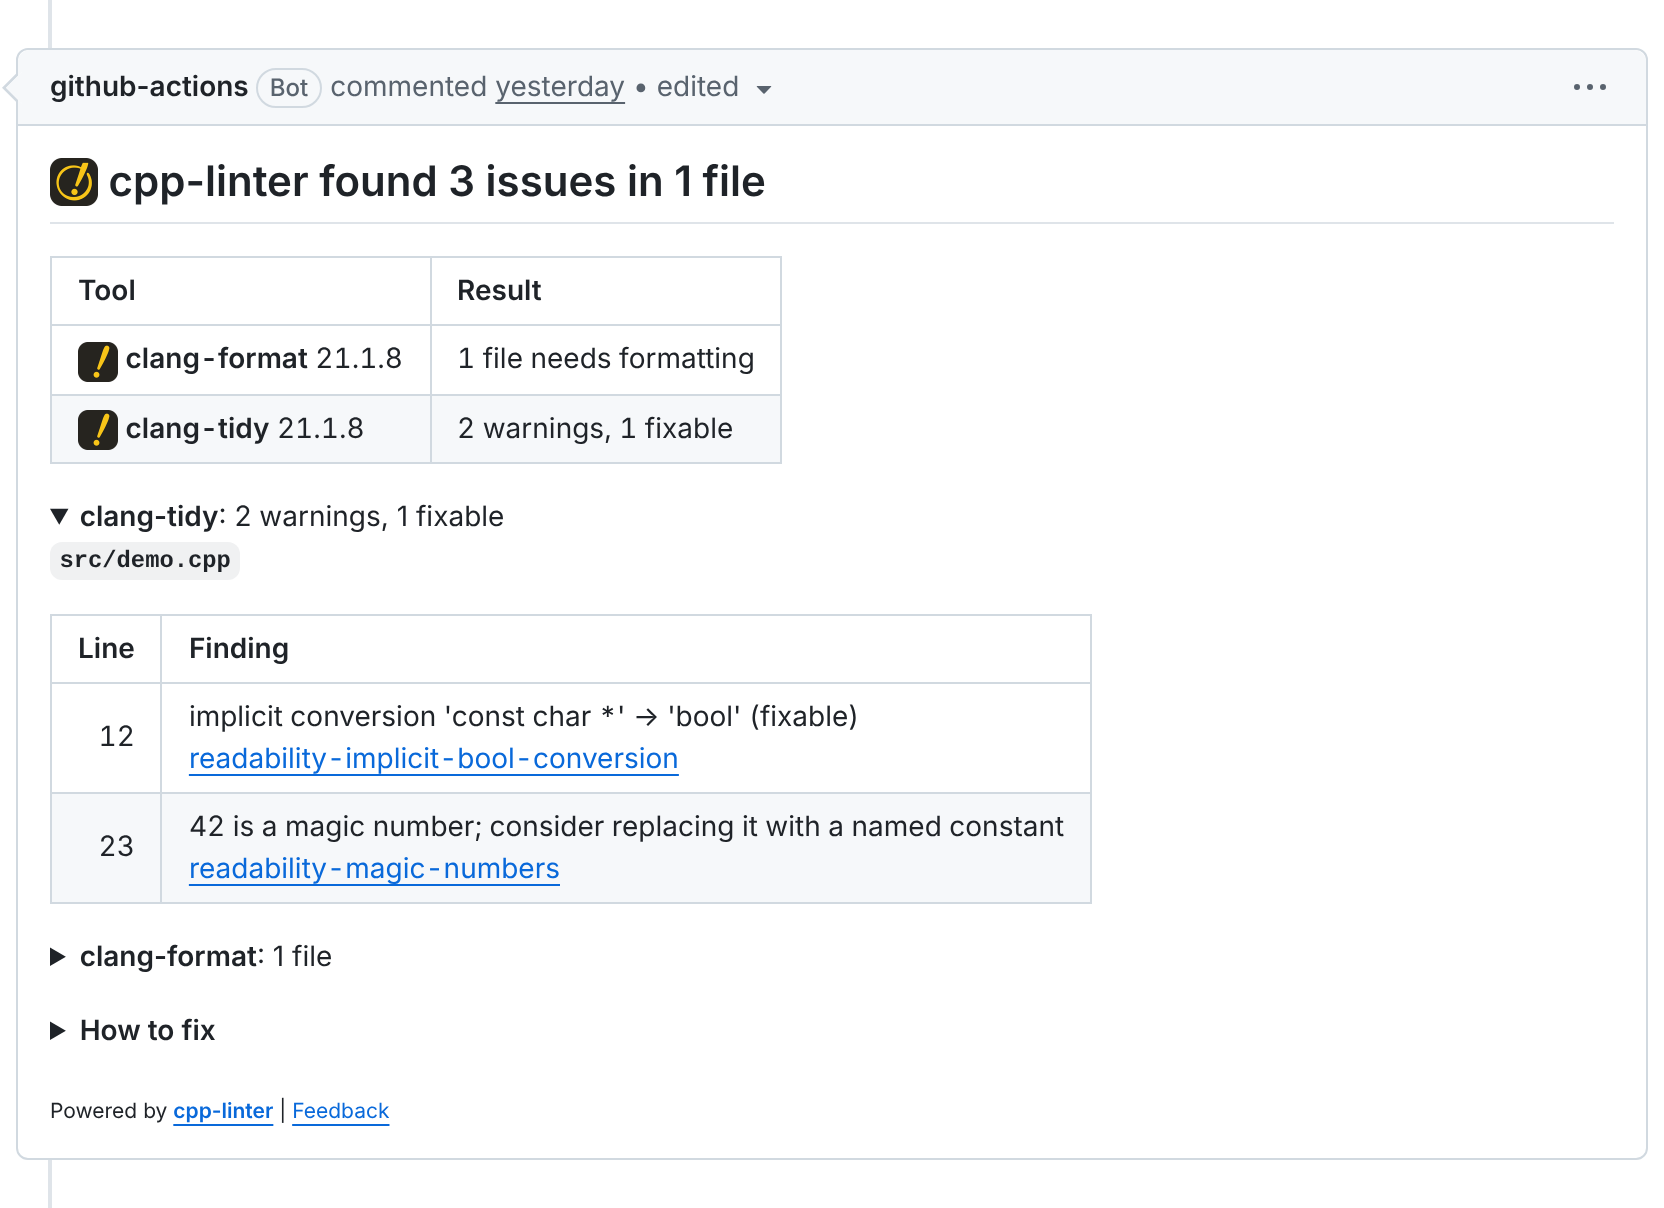 github-actions Bot commented yesterday • edited
cpp-linter found 3 issues in 1 file
Tool Result
clang-format 21.1.8 1 file needs formatting
clang-tidy 21.1.8 2 warnings, 1 fixable
clang-tidy: 2 warnings, 1 fixable
src/demo.cpp
Line Finding
12 implicit conversion 'const char *' → 'bool' (fixable)
readability-implicit-bool-conversion
23 42 is a magic number; consider replacing it with a named constant
readability-magic-numbers
clang-format: 1 file
How to fix
Powered by cpp-linter | Feedback